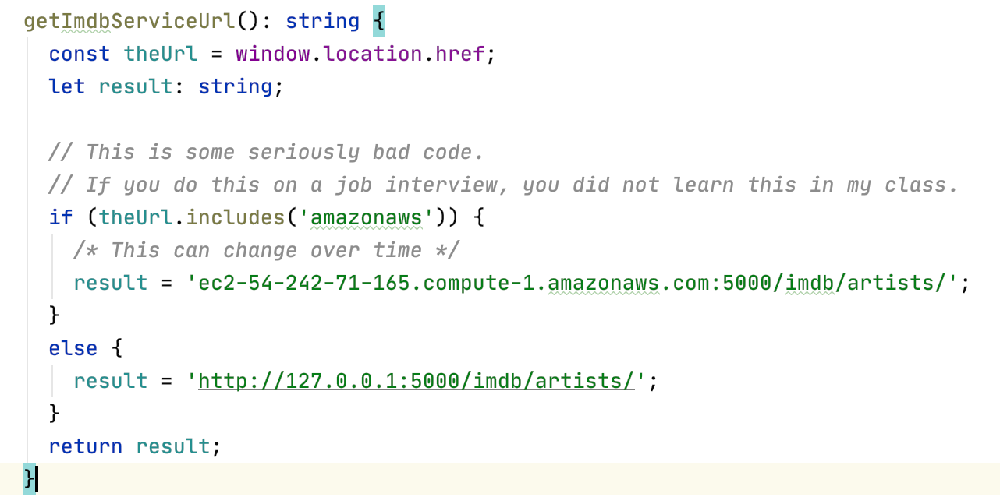 getImdbServiceUrl(): string {
const theUrl = window.location.href;
let result: string;
// This is some seriously bad code.
// If you do this on a job interview, you did not learn this in my class.
if (theUrl.includes('amazonaws')) {
/* This can change over time */
result = 'ec2-54-242-71-165.compute-1.amazonaws.com:5000/imdb/artists/';
}
else {
result = 'http://127.0.0.1:5000/imdb/artists/';
}
return result;
}